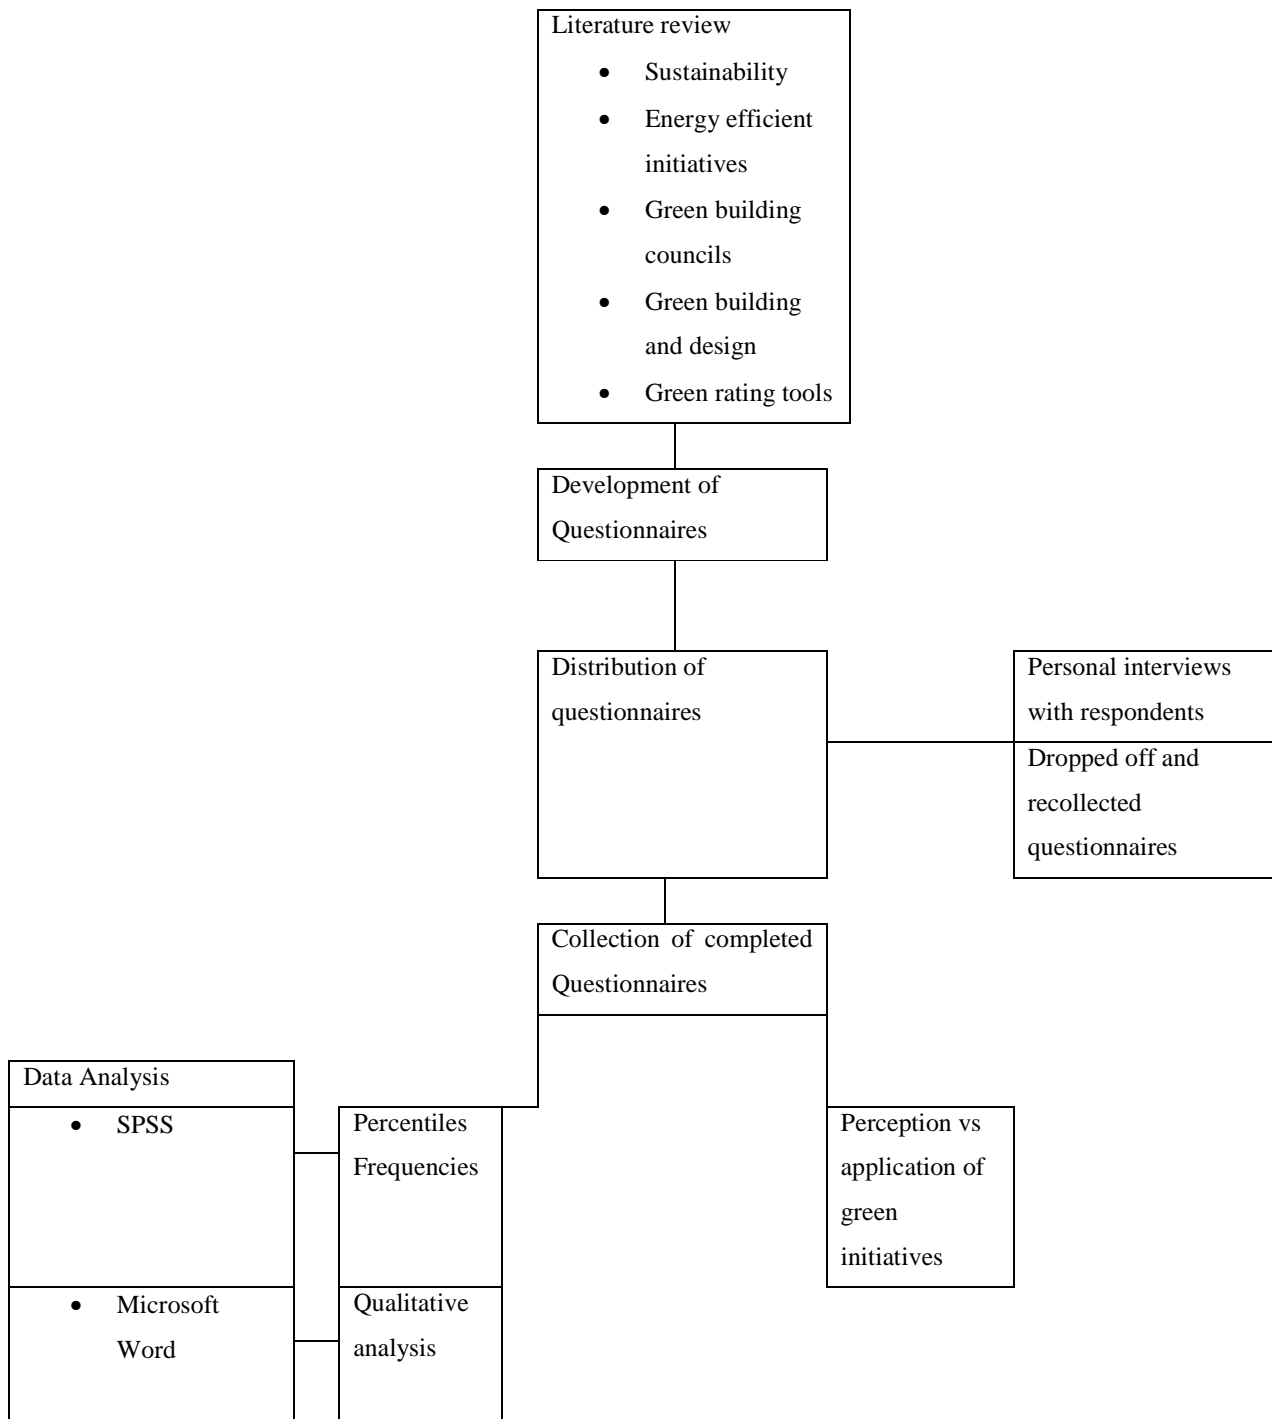 Literature review
• Sustainability
• Energy efficient
initiatives
• Green building
councils
• Green building
and design
• Green rating tools
Development of
Questionnaires
Distribution of
questionnaires
Personal interviews
with respondents
Dropped off and
recollected
questionnaires
Collection of completed
Questionnaires
Data Analysis
• SPSS
Percentiles
Frequencies
Perception vs
application of
green
initiatives
• Microsoft
Word
Qualitative
analysis